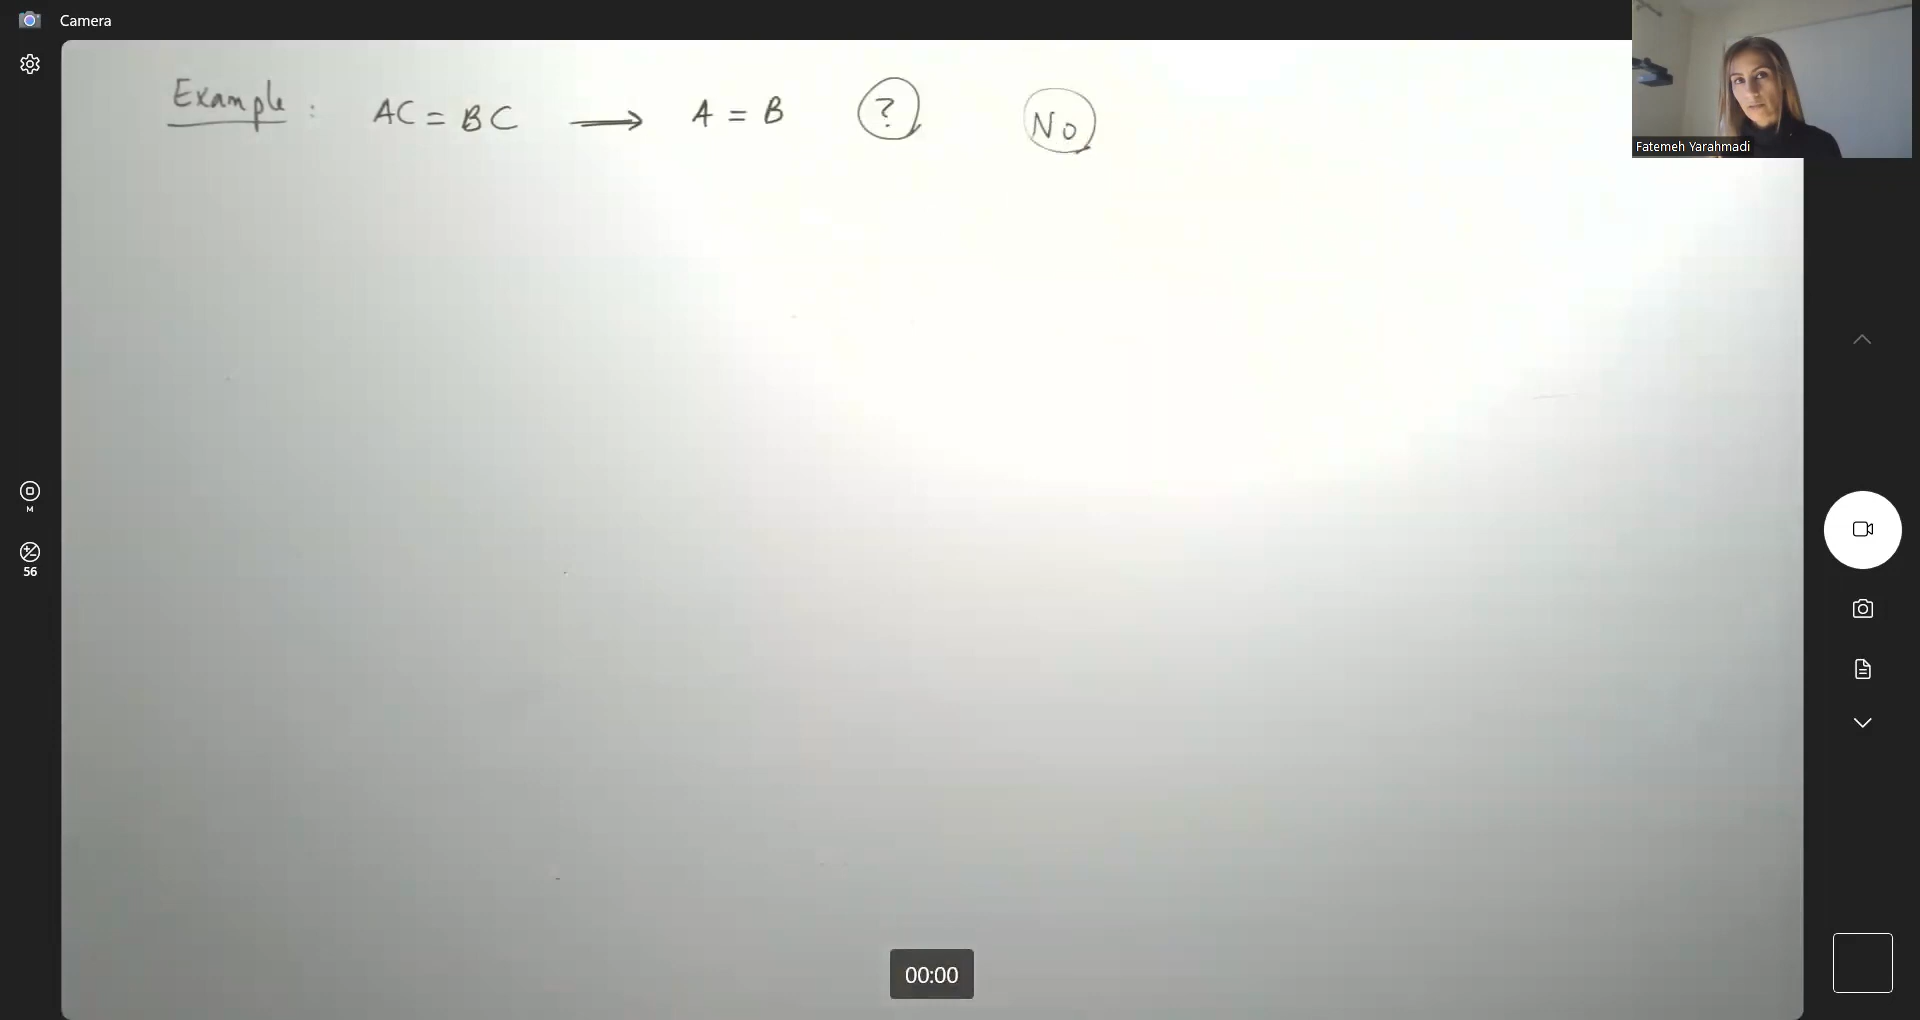 Camera
Example : AC = BC ⟶ A = B ? No
Fatemeh Yarahmadi
M
56
00:00